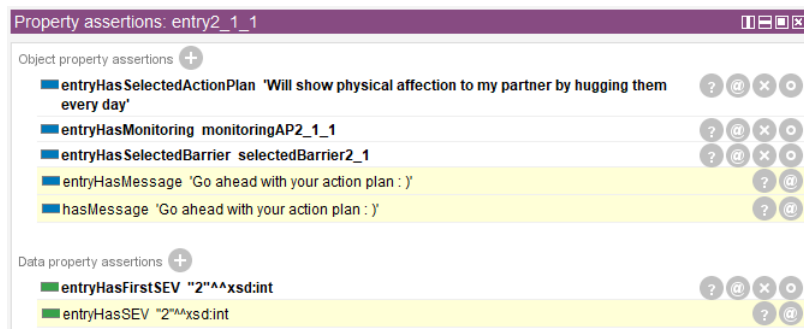 Property assertions: entry2_1_1
Object property assertions
entryHasSelectedActionPlan 'Will show physical affection to my partner by hugging them
every day'
entryHasMonitoring monitoringAP2_1_1
entryHasSelectedBarrier selectedBarrier2_1
entryHasMessage 'Go ahead with your action plan : )'
hasMessage 'Go ahead with your action plan : )'
Data property assertions
entryHasFirstSEV "2"^^xsd:int
entryHasSEV "2"^^xsd:int